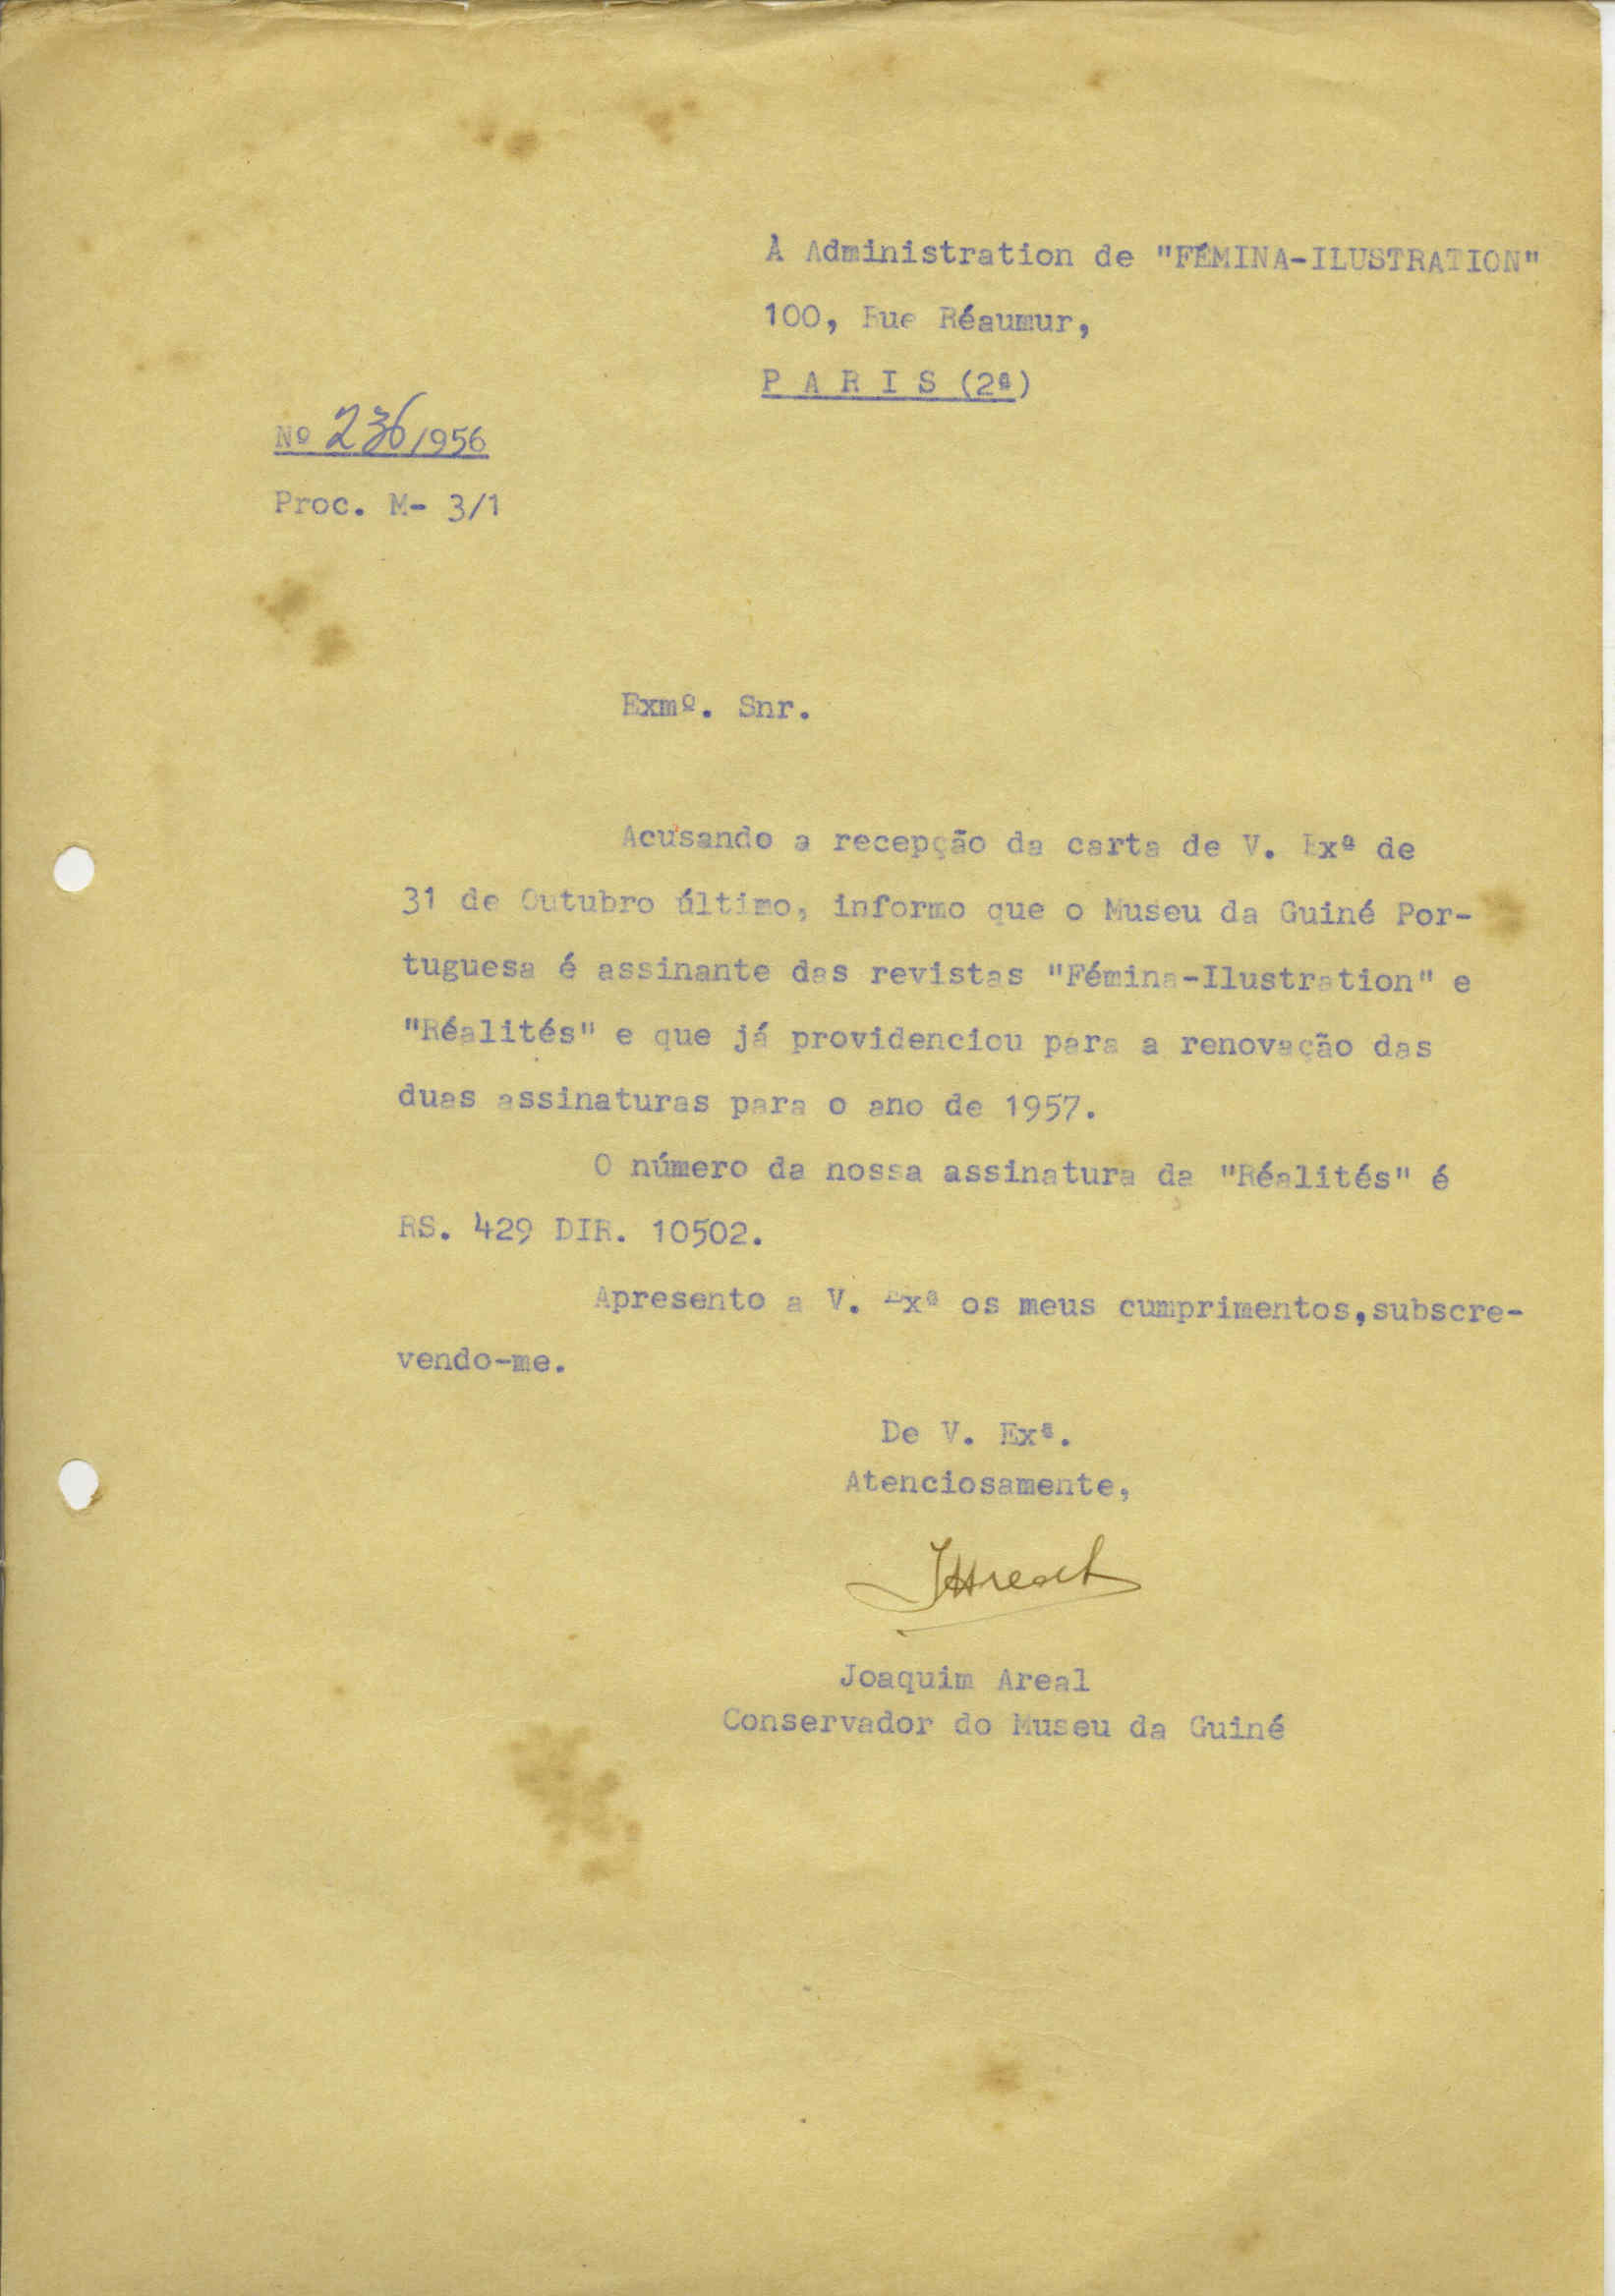 À Administration de "FÉMINA-ILUSTRATION"
100, Rue Réaumur,
P A R I S (2ª)
Nº 236/956
Proc. M- 3/1
Exmº. Snr.
Acusando a recepção da carta de V. Exª de
31 de Outubro último, informo que o Museu da Guiné Por-
tuguesa é assinante das revistas "Fémina-Ilustration" e
"Réalités" e que já providenciou para a renovação das
duas assinaturas para o ano de 1957.
O número da nossa assinatura da "Réalités" é
RS. 429 DIR. 10502.
Apresento a V. Exª os meus cumprimentos,subscre-
vendo-me.
De V. Exª.
Atenciosamente,
JAreal
Joaquim Areal
Conservador do Museu da Guiné